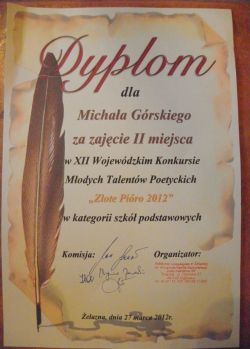 Dyplom
dla
Michała Górskiego
za zajęcie II miejsca
w XII Wojewódzkim Konkursie
Młodych Talentów Poetyckich
„Złote Pióro 2012”
w kategorii szkół podstawowych
Komisja:
Organizator:
Żelazna, dnia 27 marca 2012r.